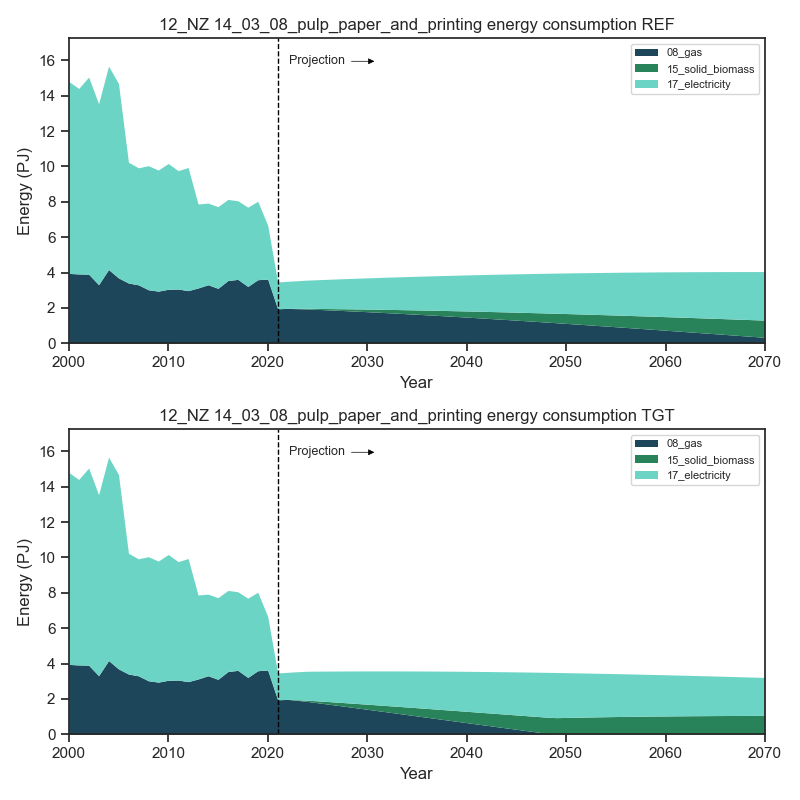 12_NZ 14_03_08_pulp_paper_and_printing energy consumption REF
16
14
12
10
8
6
4
2
0
Energy (PJ)
Projection
08_gas
15_solid_biomass
17_electricity
2000 2010 2020 2030 2040 2050 2060 2070
Year
12_NZ 14_03_08_pulp_paper_and_printing energy consumption TGT
16
14
12
10
8
6
4
2
0
Energy (PJ)
Projection
08_gas
15_solid_biomass
17_electricity
2000 2010 2020 2030 2040 2050 2060 2070
Year